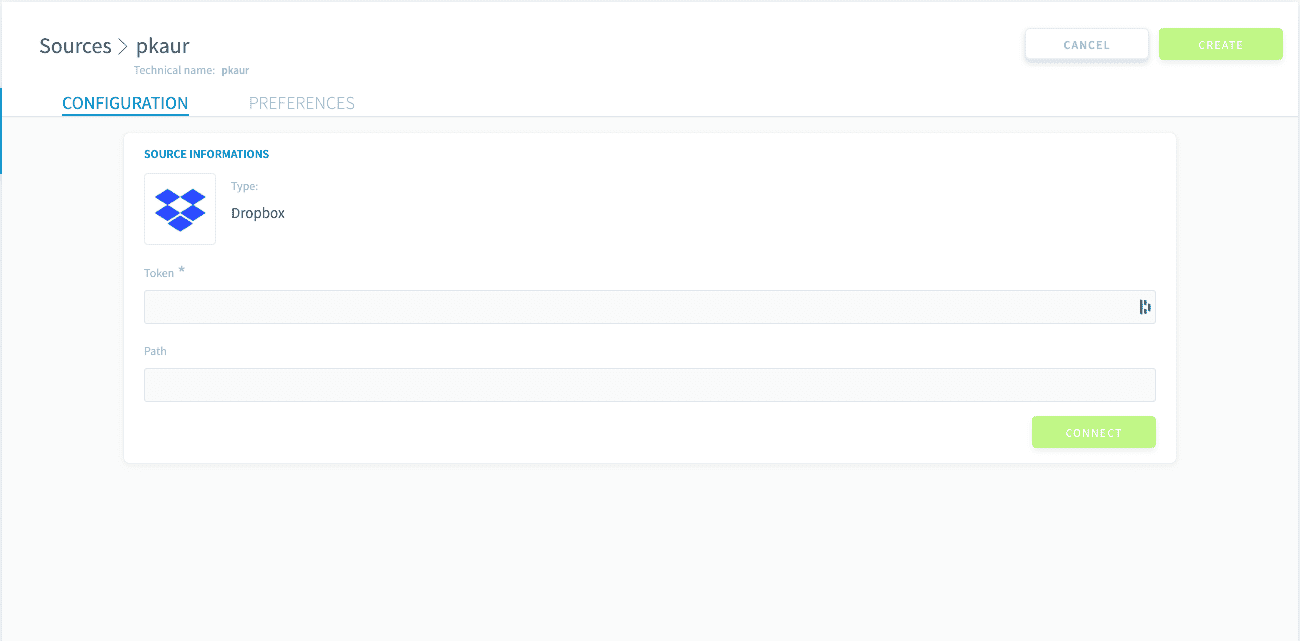 Sources > pkaur
CANCEL
CREATE
Technical name: pkaur
CONFIGURATION
PREFERENCES
SOURCE INFORMATIONS
Type:
Dropbox
Token *
Path
CONNECT